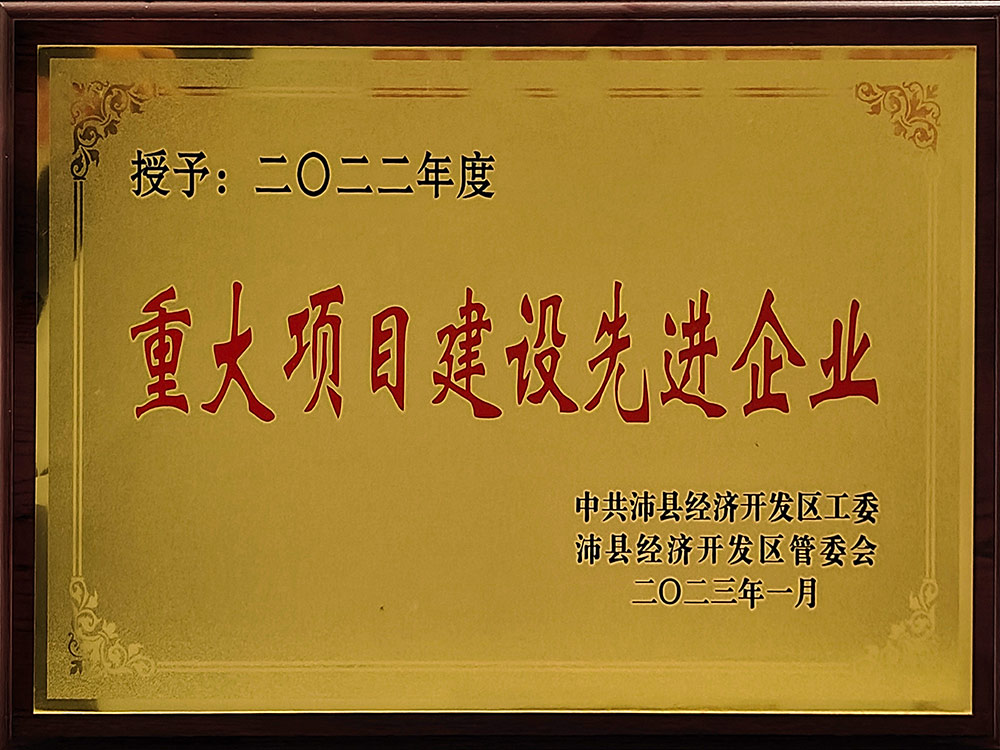 授予：二〇二二年度
重大项目建设先进企业
中共沛县经济开发区工委
沛县经济开发区管委会
二〇二三年一月